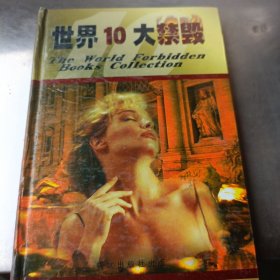 世界10大禁毁
The World Forbidden
Books Collection